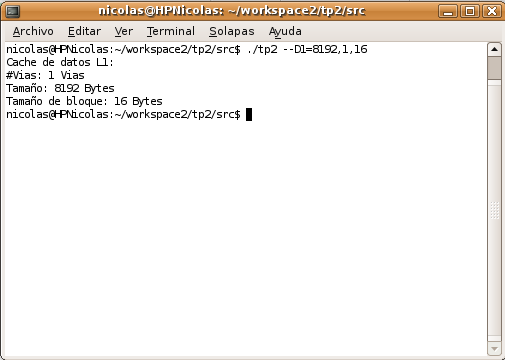 nicolas@HPNicolas: ~/workspace2/tp2/src
Archivo Editar Ver Terminal Solapas Ayuda
nicolas@HPNicolas:~/workspace2/tp2/src$ ./tp2 --D1=8192,1,16
Cache de datos L1:
#Vias: 1 Vias
Tamaño: 8192 Bytes
Tamaño de bloque: 16 Bytes
nicolas@HPNicolas:~/workspace2/tp2/src$